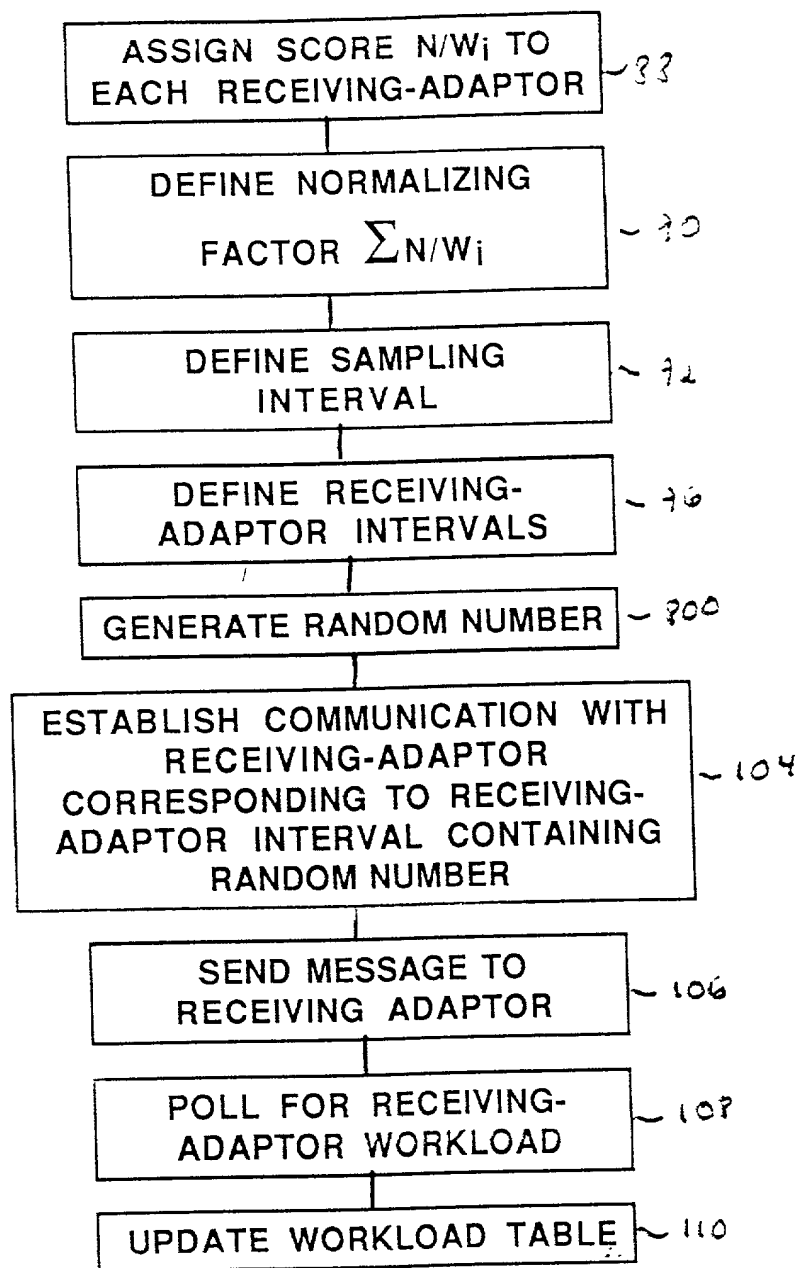 ASSIGN SCORE N/Wi TO
EACH RECEIVING-ADAPTOR
DEFINE NORMALIZING
FACTOR ΣN/Wi
DEFINE SAMPLING
INTERVAL
DEFINE RECEIVING-
ADAPTOR INTERVALS
GENERATE RANDOM NUMBER
ESTABLISH COMMUNICATION WITH
RECEIVING-ADAPTOR
CORRESPONDING TO RECEIVING-
ADAPTOR INTERVAL CONTAINING
RANDOM NUMBER
104
SEND MESSAGE TO
RECEIVING ADAPTOR
106
POLL FOR RECEIVING-
ADAPTOR WORKLOAD
UPDATE WORKLOAD TABLE
110